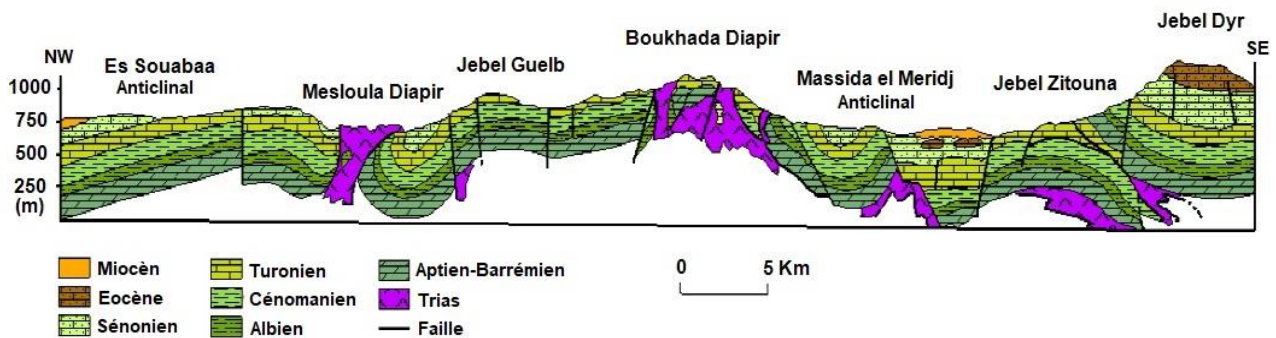 NW
SE
Es Souabaa
Anticlinal
Mesloula Diapir
Jebel Guelb
Boukhada Diapir
Massida el Meridj
Anticlinal
Jebel Zitouna
Jebel Dyr
1000
750
500
250
(m)
Miocèn
Eocène
Sénonien
Turonien
Cénomanien
Albien
Aptien-Barrémien
Trias
Faille
0 5 Km